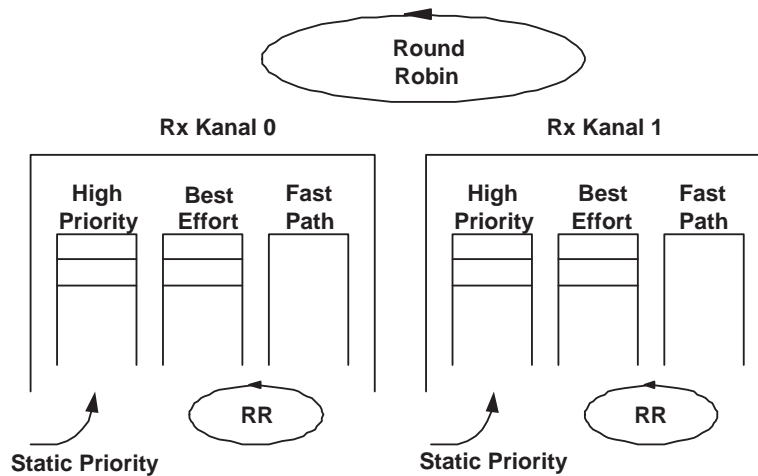 Round
Robin
Rx Kanal 0
Rx Kanal 1
High
Priority
Best
Effort
Fast
Path
High
Priority
Best
Effort
Fast
Path
RR
RR
Static Priority
Static Priority